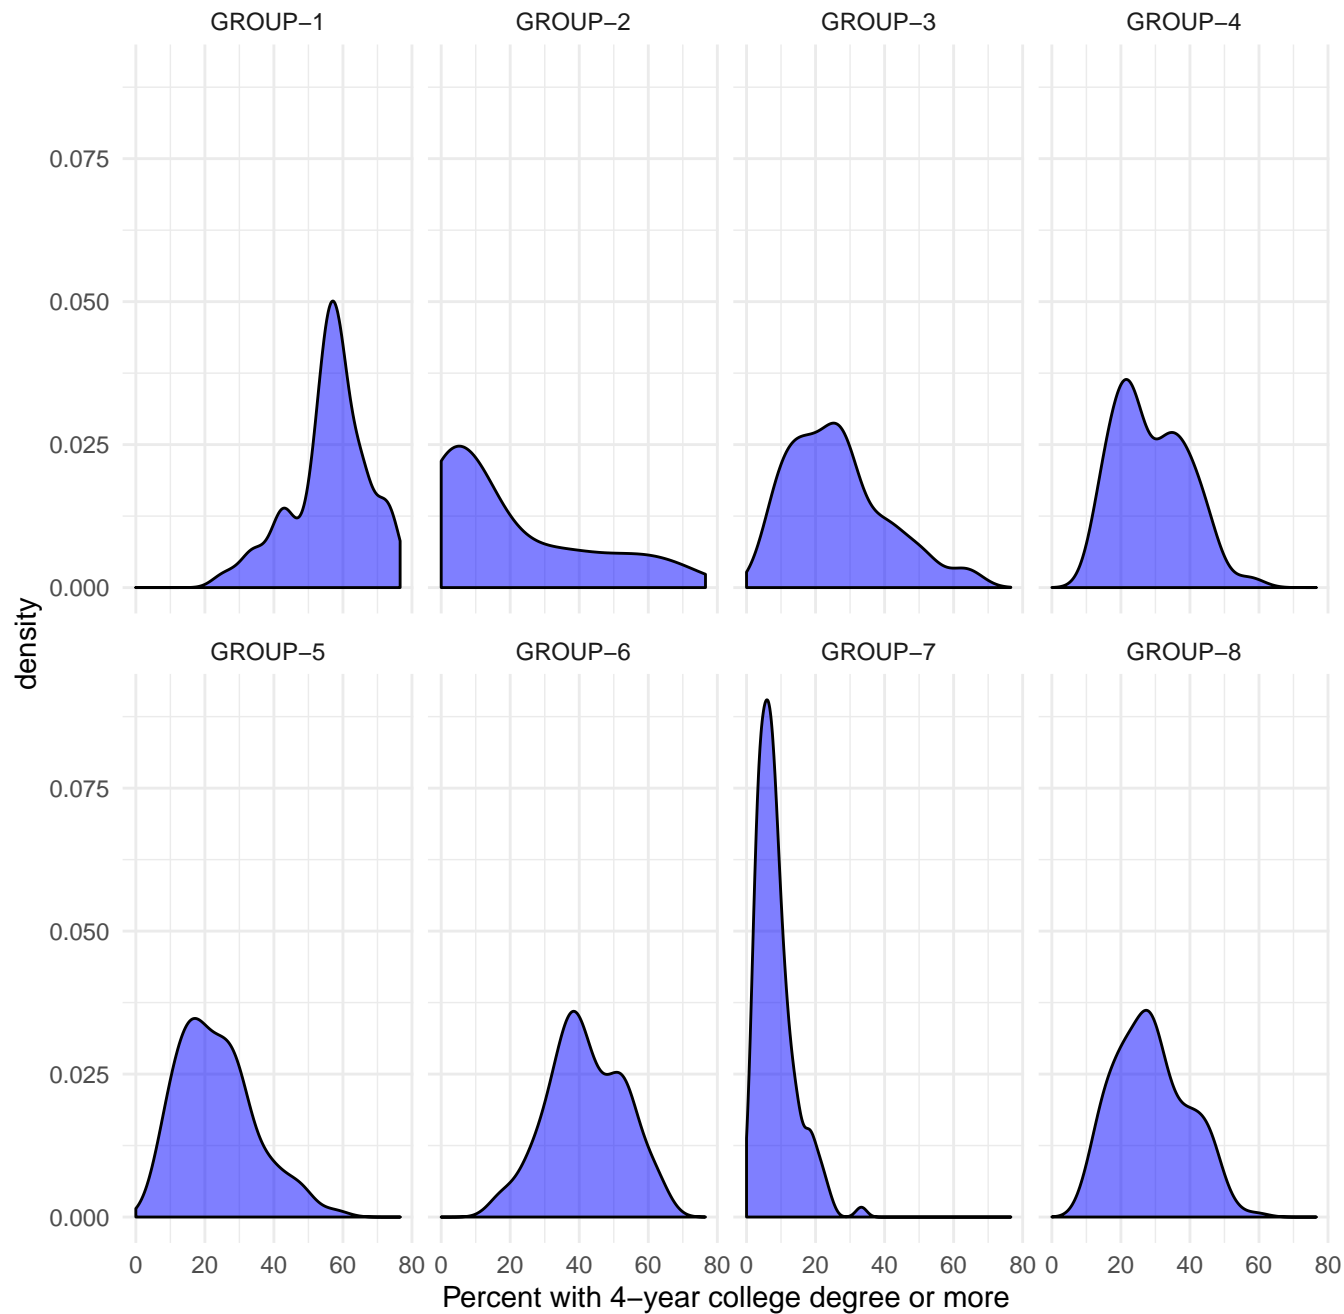 GROUP−1 GROUP−2 GROUP−3 GROUP−4
0.075
0.050
0.025
0.000
density
GROUP−5 GROUP−6 GROUP−7 GROUP−8
0.075
0.050
0.025
0.000
0 20 40 60 80 0 20 40 60 80 0 20 40 60 80 0 20 40 60 80
Percent with 4−year college degree or more